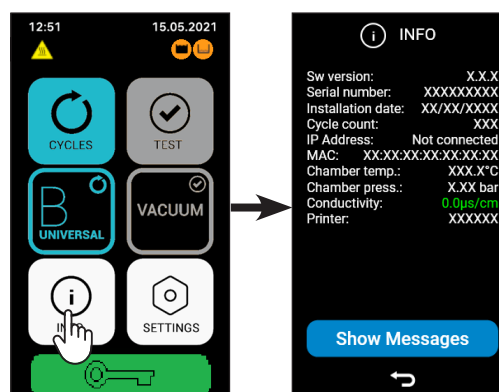 12:51 15.05.2021
CYCLES TEST
B UNIVERSAL VACUUM
INFO SETTINGS
INFO
Sw version: X.X.X
Serial number: XXXXXXXXX
Installation date: XX/XX/XXXX
Cycle count: XXX
IP Address: Not connected
MAC: XX:XX:XX:XX:XX:XX:XX
Chamber temp.: XXX.X°C
Chamber press.: X.XX bar
Conductivity: 0.0µs/cm
Printer: XXXXXX
Show Messages